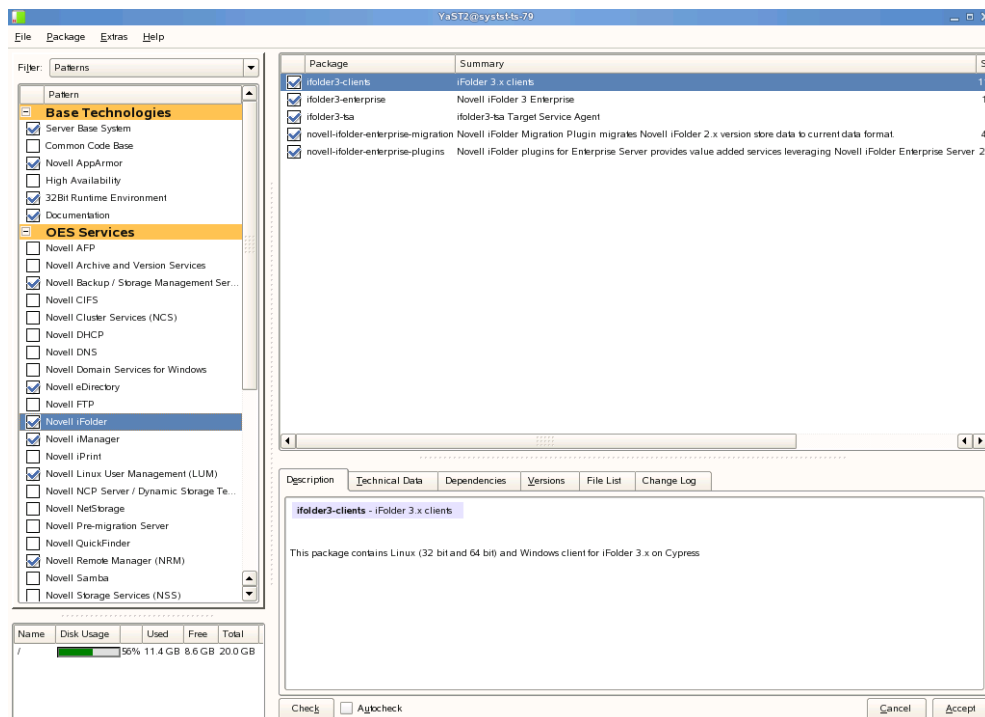 YaST2@systst-ts-79
File Package Extras Help
Filter: Patterns
Pattern
Base Technologies
Server Base System
Common Code Base
Novell AppArmor
High Availability
32Bit Runtime Environment
Documentation
OES Services
Novell AFP
Novell Archive and Version Services
Novell Backup / Storage Management Ser...
Novell CIFS
Novell Cluster Services (NCS)
Novell DHCP
Novell DNS
Novell Domain Services for Windows
Novell eDirectory
Novell FTP
Novell iFolder
Novell iManager
Novell iPrint
Novell Linux User Management (LUM)
Novell NCP Server / Dynamic Storage Te...
Novell NetStorage
Novell Pre-migration Server
Novell QuickFinder
Novell Remote Manager (NRM)
Novell Samba
Novell Storage Services (NSS)
Name Disk Usage Used Free Total
/ 56% 11.4 GB 8.6 GB 20.0 GB
Package Summary S
ifolder3-clients iFolder 3.x clients 1
ifolder3-enterprise Novell iFolder 3 Enterprise 1
ifolder3-tsa ifolder3-tsa Target Service Agent
novell-ifolder-enterprise-migration Novell iFolder Migration Plugin migrates Novell iFolder 2.x version store data to current data format. 4
novell-ifolder-enterprise-plugins Novell iFolder plugins for Enterprise Server provides value added services leveraging Novell iFolder Enterprise Server 2
Description Technical Data Dependencies Versions File List Change Log
ifolder3-clients - iFolder 3.x clients
This package contains Linux (32 bit and 64 bit) and Windows client for iFolder 3.x on Cypress
Check Autocheck Cancel Accept